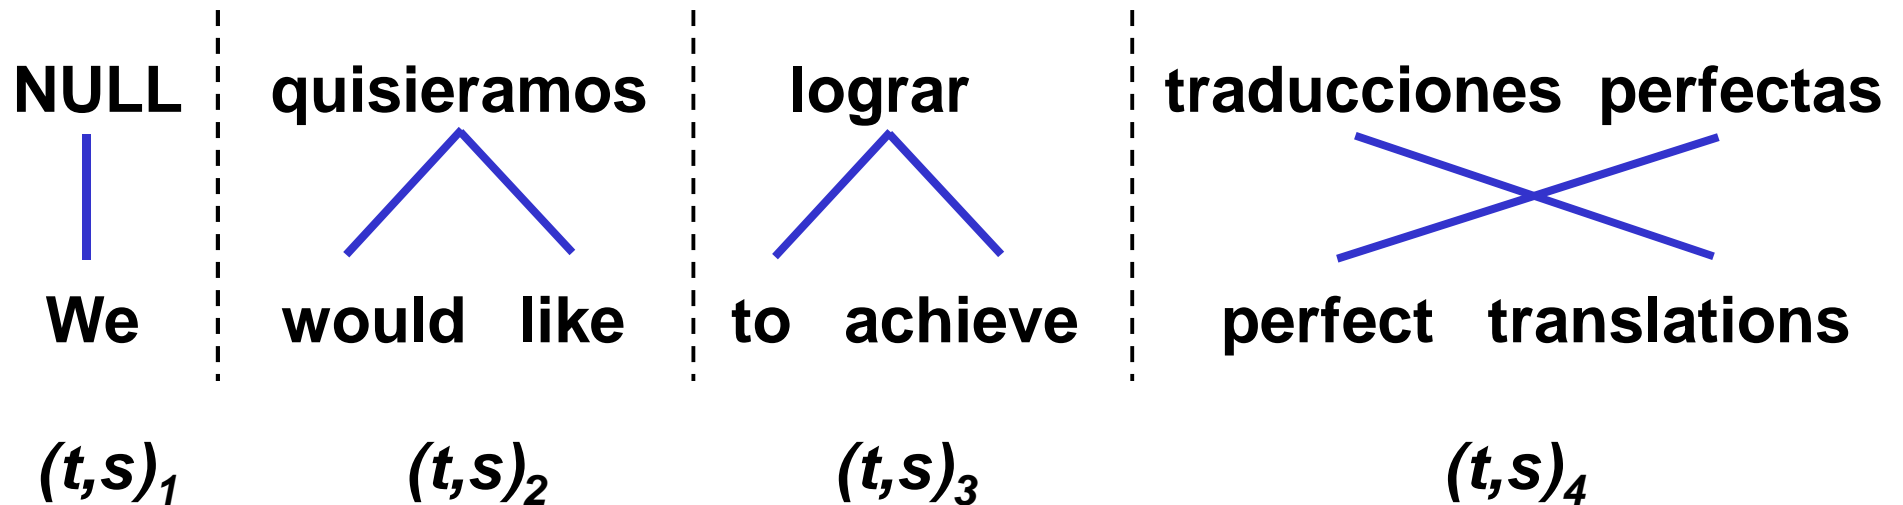 NULL quisieramos lograr traducciones perfectas
We would like to achieve perfect translations
(t,s)1 (t,s)2 (t,s)3 (t,s)4